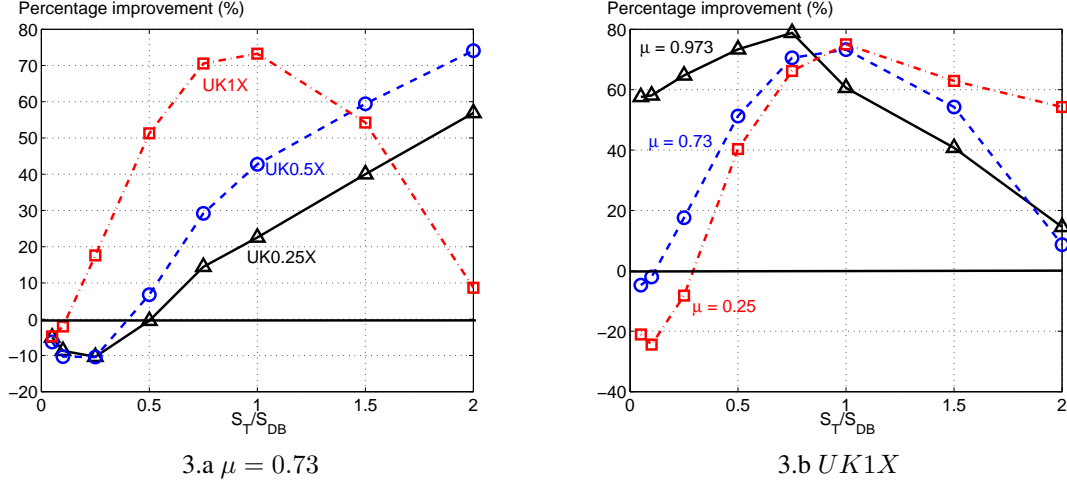 Percentage improvement (%)
80
70
60
50
40
30
20
10
0
−10
−20
0
0.5
1
1.5
2
S_T/S_DB
UK1X
UK0.5X
UK0.25X
3.a μ = 0.73
Percentage improvement (%)
80
60
40
20
0
−20
−40
0
0.5
1
1.5
2
S_T/S_DB
μ = 0.973
μ = 0.73
μ = 0.25
3.b UK1X